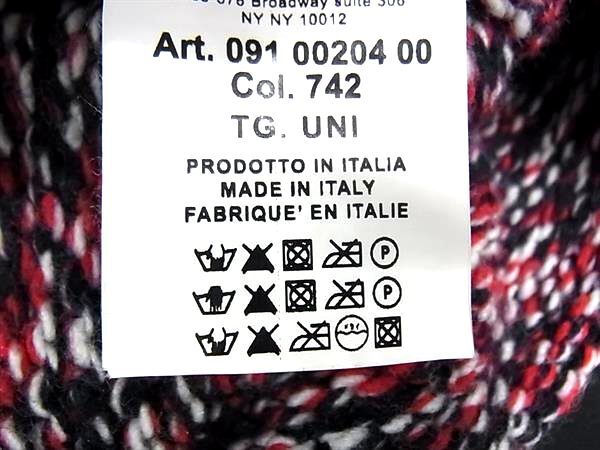 Broadway suite 306
NY NY 10012
Art. 091 00204 00
Col. 742
TG. UNI
PRODOTTO IN ITALIA
MADE IN ITALY
FABRIQUE' EN ITALIE
P
P